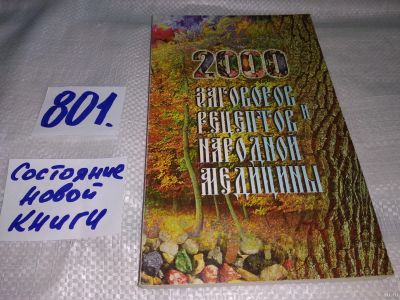 801.
Состояние
новой
книги
2000
ЗАГОВОРОВ
И
РЕЦЕПТОВ
НАРОДНОЙ
МЕДИЦИНЫ